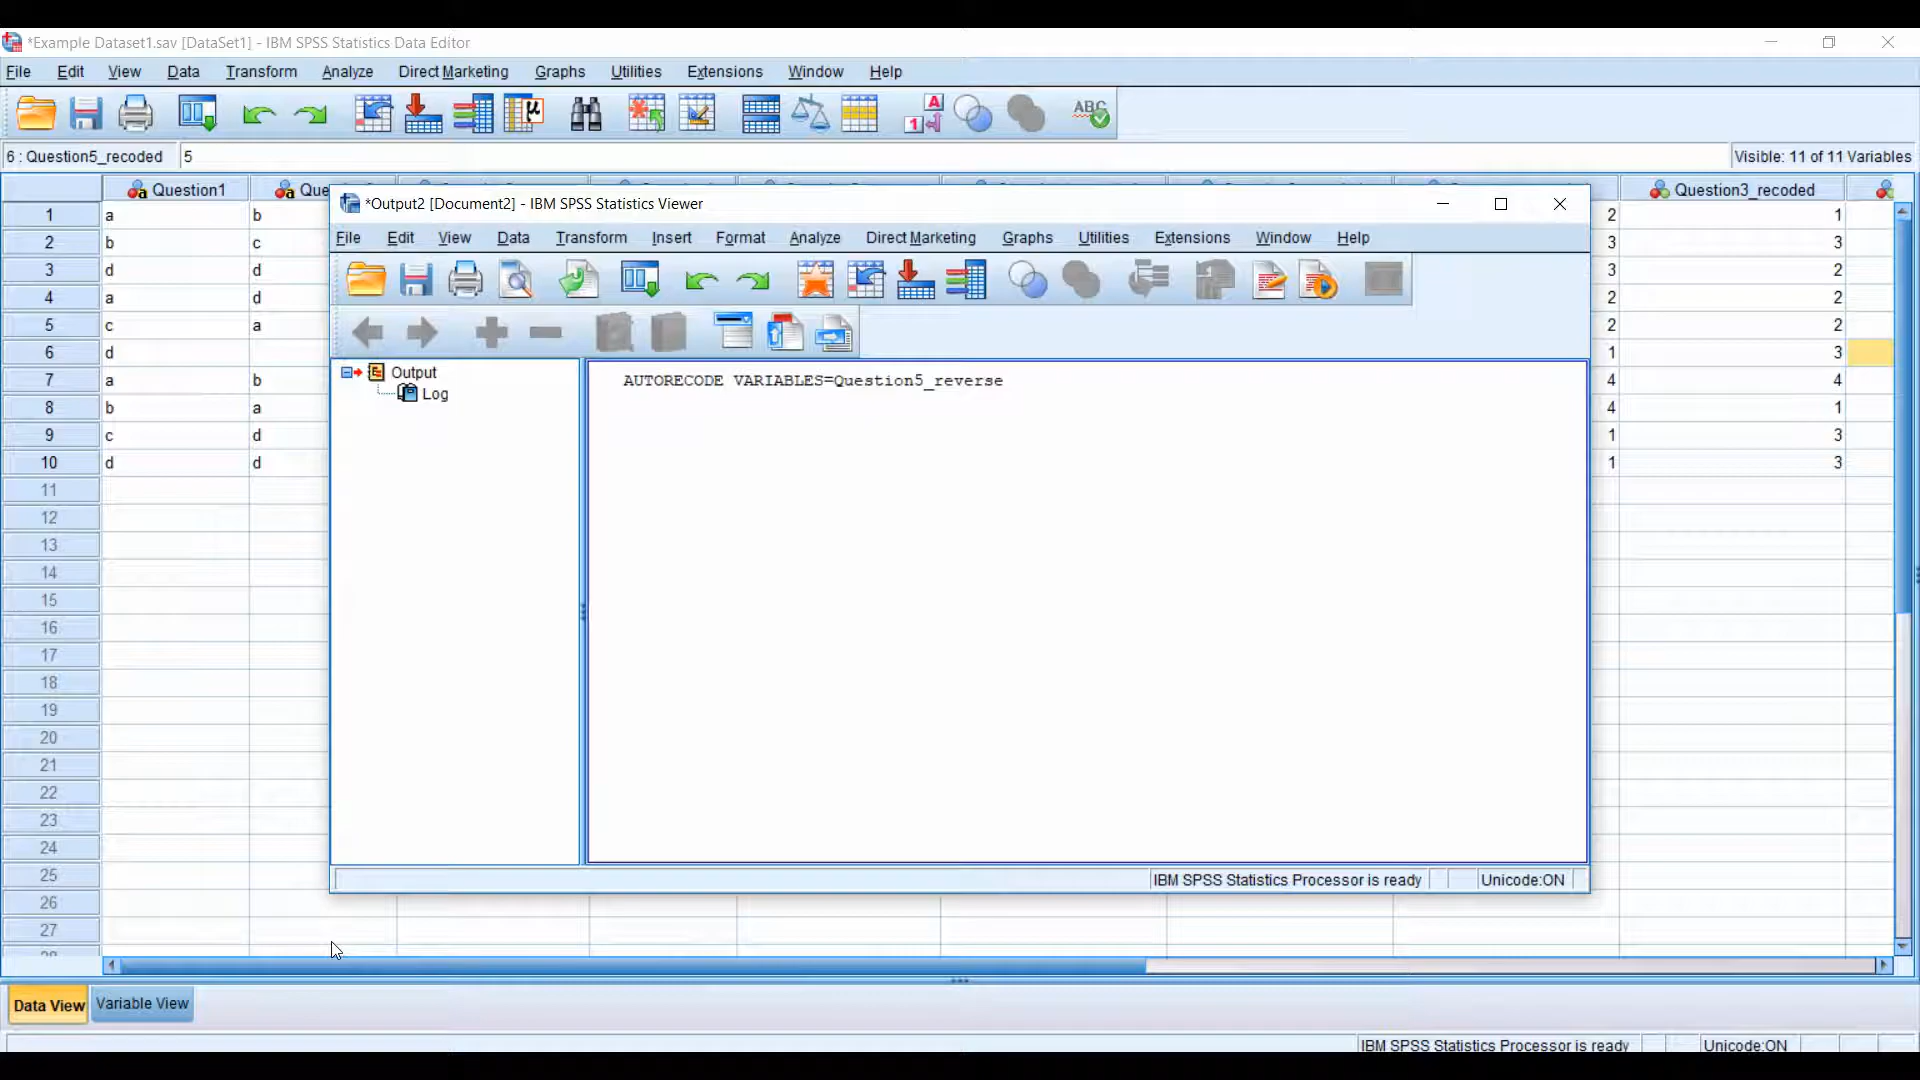 *Example Dataset1.sav [DataSet1] - IBM SPSS Statistics Data Editor
File Edit View Data Transform Analyze Direct Marketing Graphs Utilities Extensions Window Help
6 : Question5_recoded 5 Visible: 11 of 11 Variables
Question1 Que Question3_recoded
1 a b 2 1
2 b c 3 3
3 d d 3 2
4 a d 2 2
5 c a 2 2
6 d 1 3
7 a b 4 4
8 b a 4 1
9 c d 1 3
10 d d 1 3
11
12
13
14
15
16
17
18
19
20
21
22
23
24
25
26
27
*Output2 [Document2] - IBM SPSS Statistics Viewer
File Edit View Data Transform Insert Format Analyze Direct Marketing Graphs Utilities Extensions Window Help
Output
Log
AUTORECODE VARIABLES=Question5_reverse
IBM SPSS Statistics Processor is ready Unicode:ON
Data View Variable View
IBM SPSS Statistics Processor is ready Unicode:ON